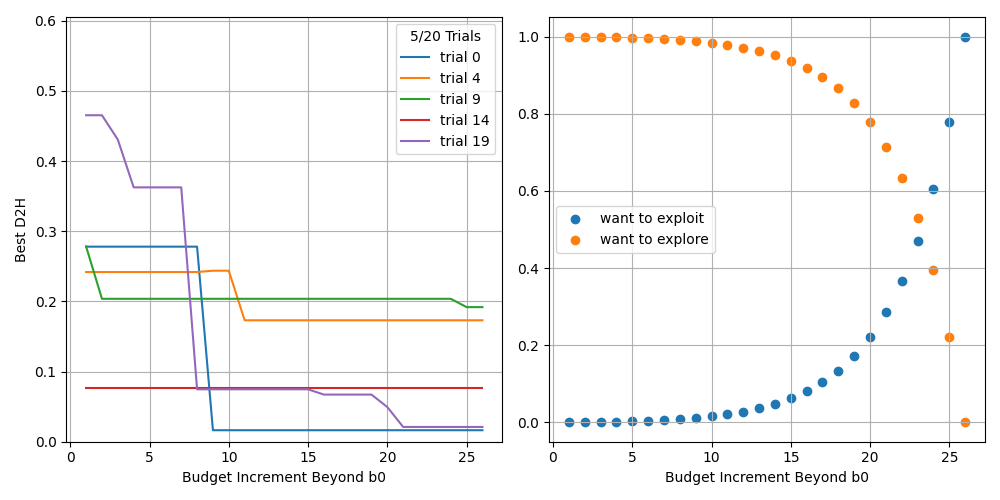 0.6
0.5
0.4
0.3
0.2
0.1
0.0
Best D2H
5/20 Trials
trial 0
trial 4
trial 9
trial 14
trial 19
0 5 10 15 20 25
Budget Increment Beyond b0
1.0
0.8
0.6
0.4
0.2
0.0
want to exploit
want to explore
0 5 10 15 20 25
Budget Increment Beyond b0